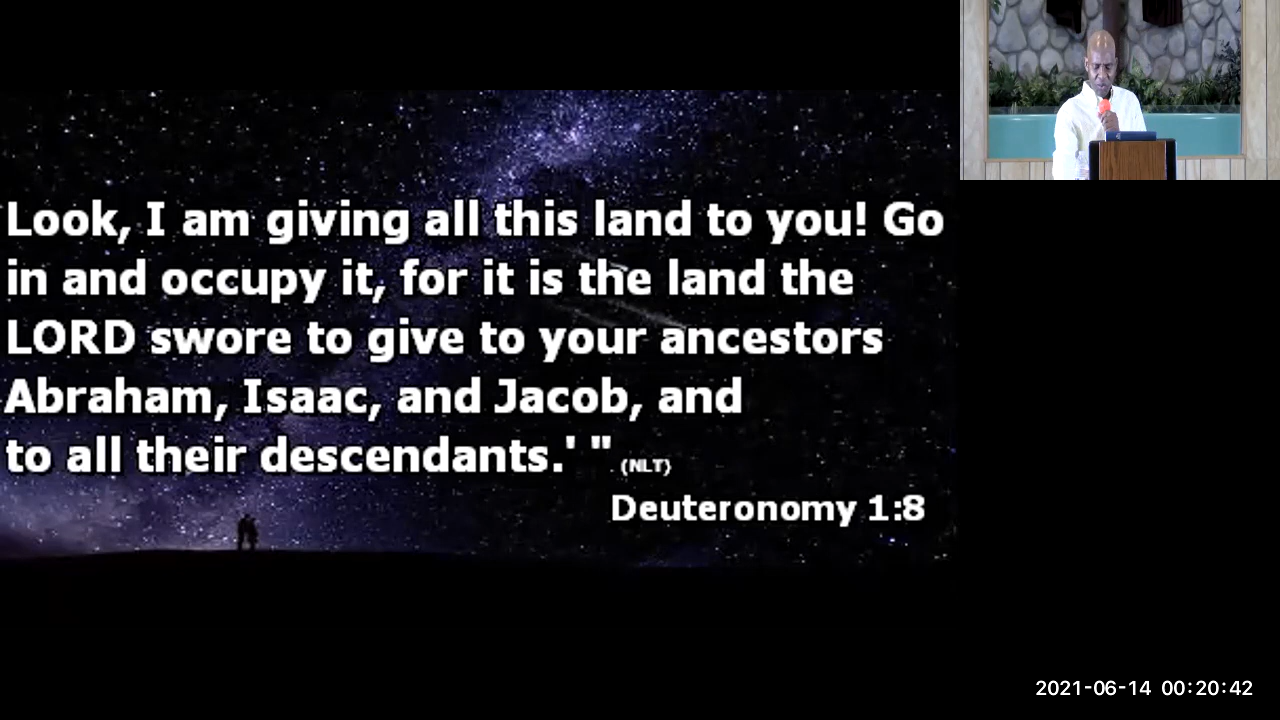 Look, I am giving all this land to you! Go
in and occupy it, for it is the land the
LORD swore to give to your ancestors
Abraham, Isaac, and Jacob, and
to all their descendants.' " (NLT)
Deuteronomy 1:8
2021-06-14 00:20:42